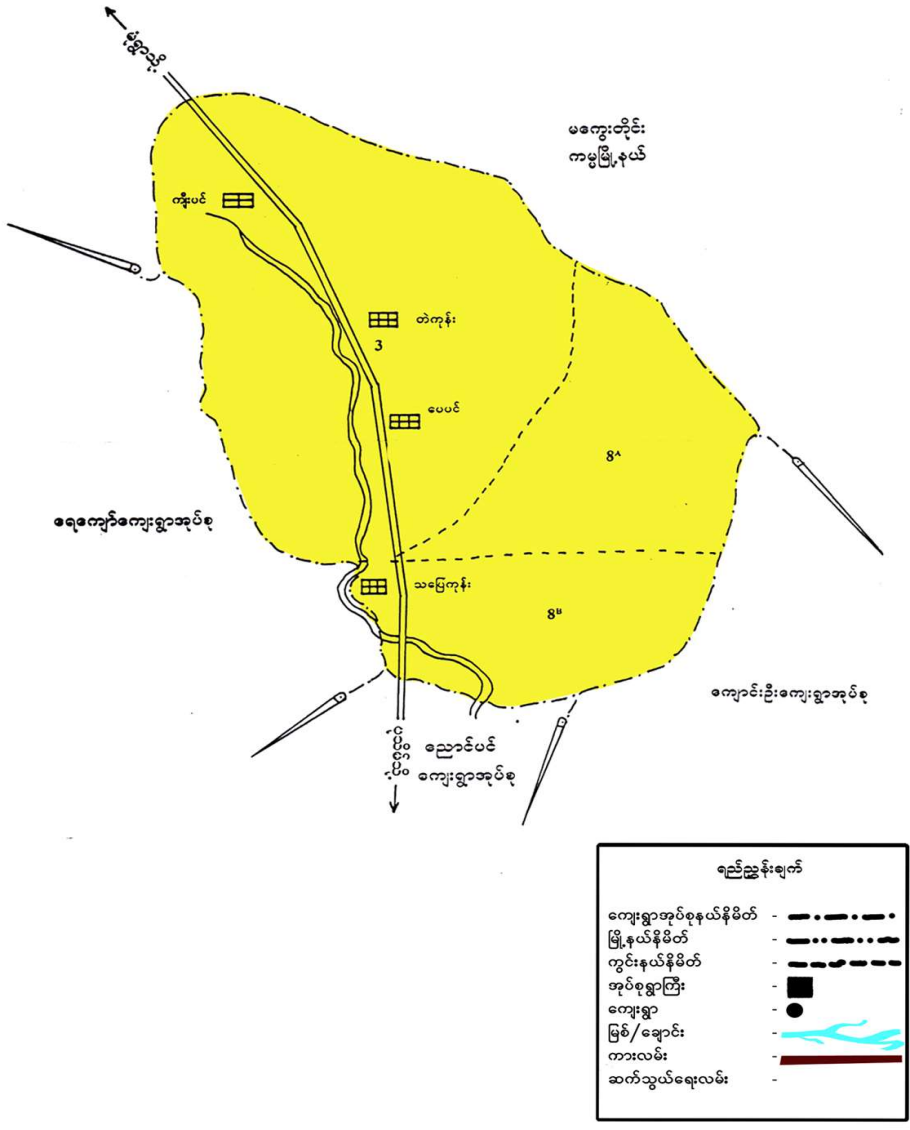 မကွေးတိုင်း
ကမ္မမြို့နယ်
ကျီးပင်
တဲကုန်း
3
ပေပင်
8ᴬ
ရေကျော်ကျေးရွာအုပ်စု
သပြေကုန်း
8ᴮ
ကျောင်းဦးကျေးရွာအုပ်စု
ညောင်ပင်
ကျေးရွာအုပ်စု
ရည်ညွှန်းချက်
ကျေးရွာအုပ်စုနယ်နိမိတ် -
မြို့နယ်နိမိတ် -
ကွင်းနယ်နိမိတ် -
အုပ်စုရွာကြီး -
ကျေးရွာ -
မြစ်/ချောင်း -
ကားလမ်း -
ဆက်သွယ်ရေးလမ်း -